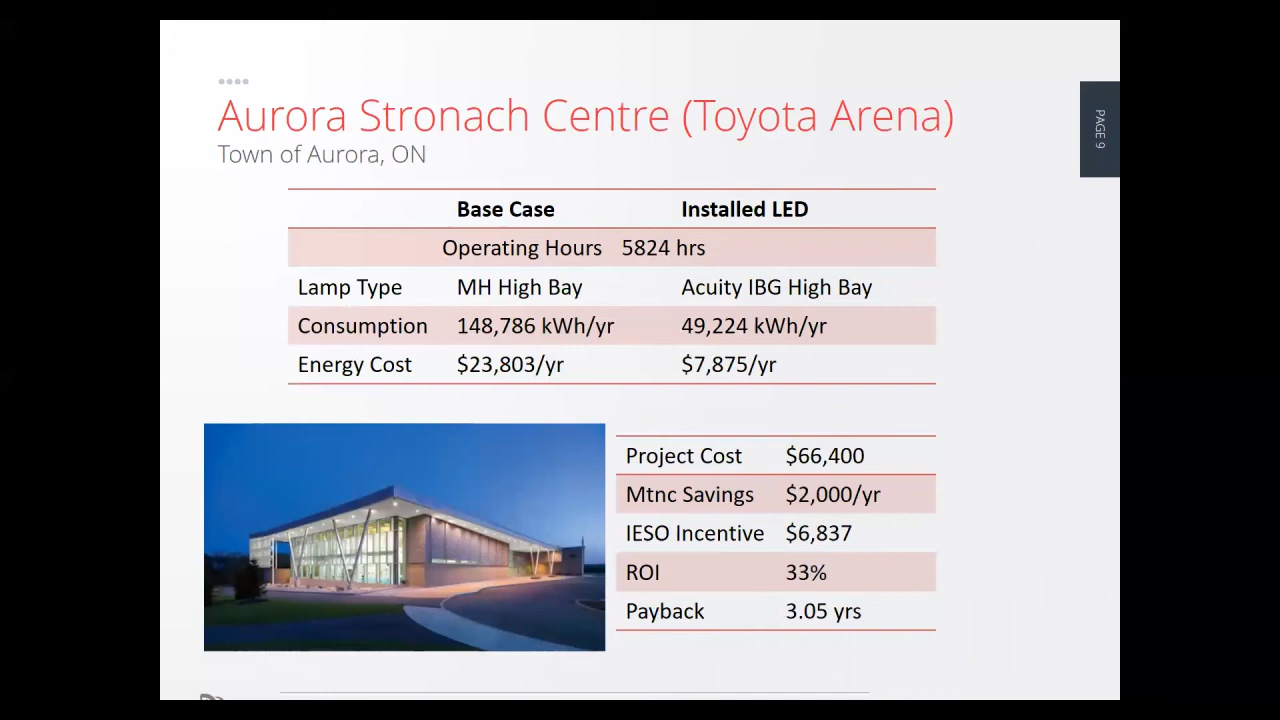 Aurora Stronach Centre (Toyota Arena)
Town of Aurora, ON
PAGE 9
Base Case Installed LED
Operating Hours 5824 hrs
Lamp Type MH High Bay Acuity IBG High Bay
Consumption 148,786 kWh/yr 49,224 kWh/yr
Energy Cost $23,803/yr $7,875/yr
Project Cost $66,400
Mtnc Savings $2,000/yr
IESO Incentive $6,837
ROI 33%
Payback 3.05 yrs